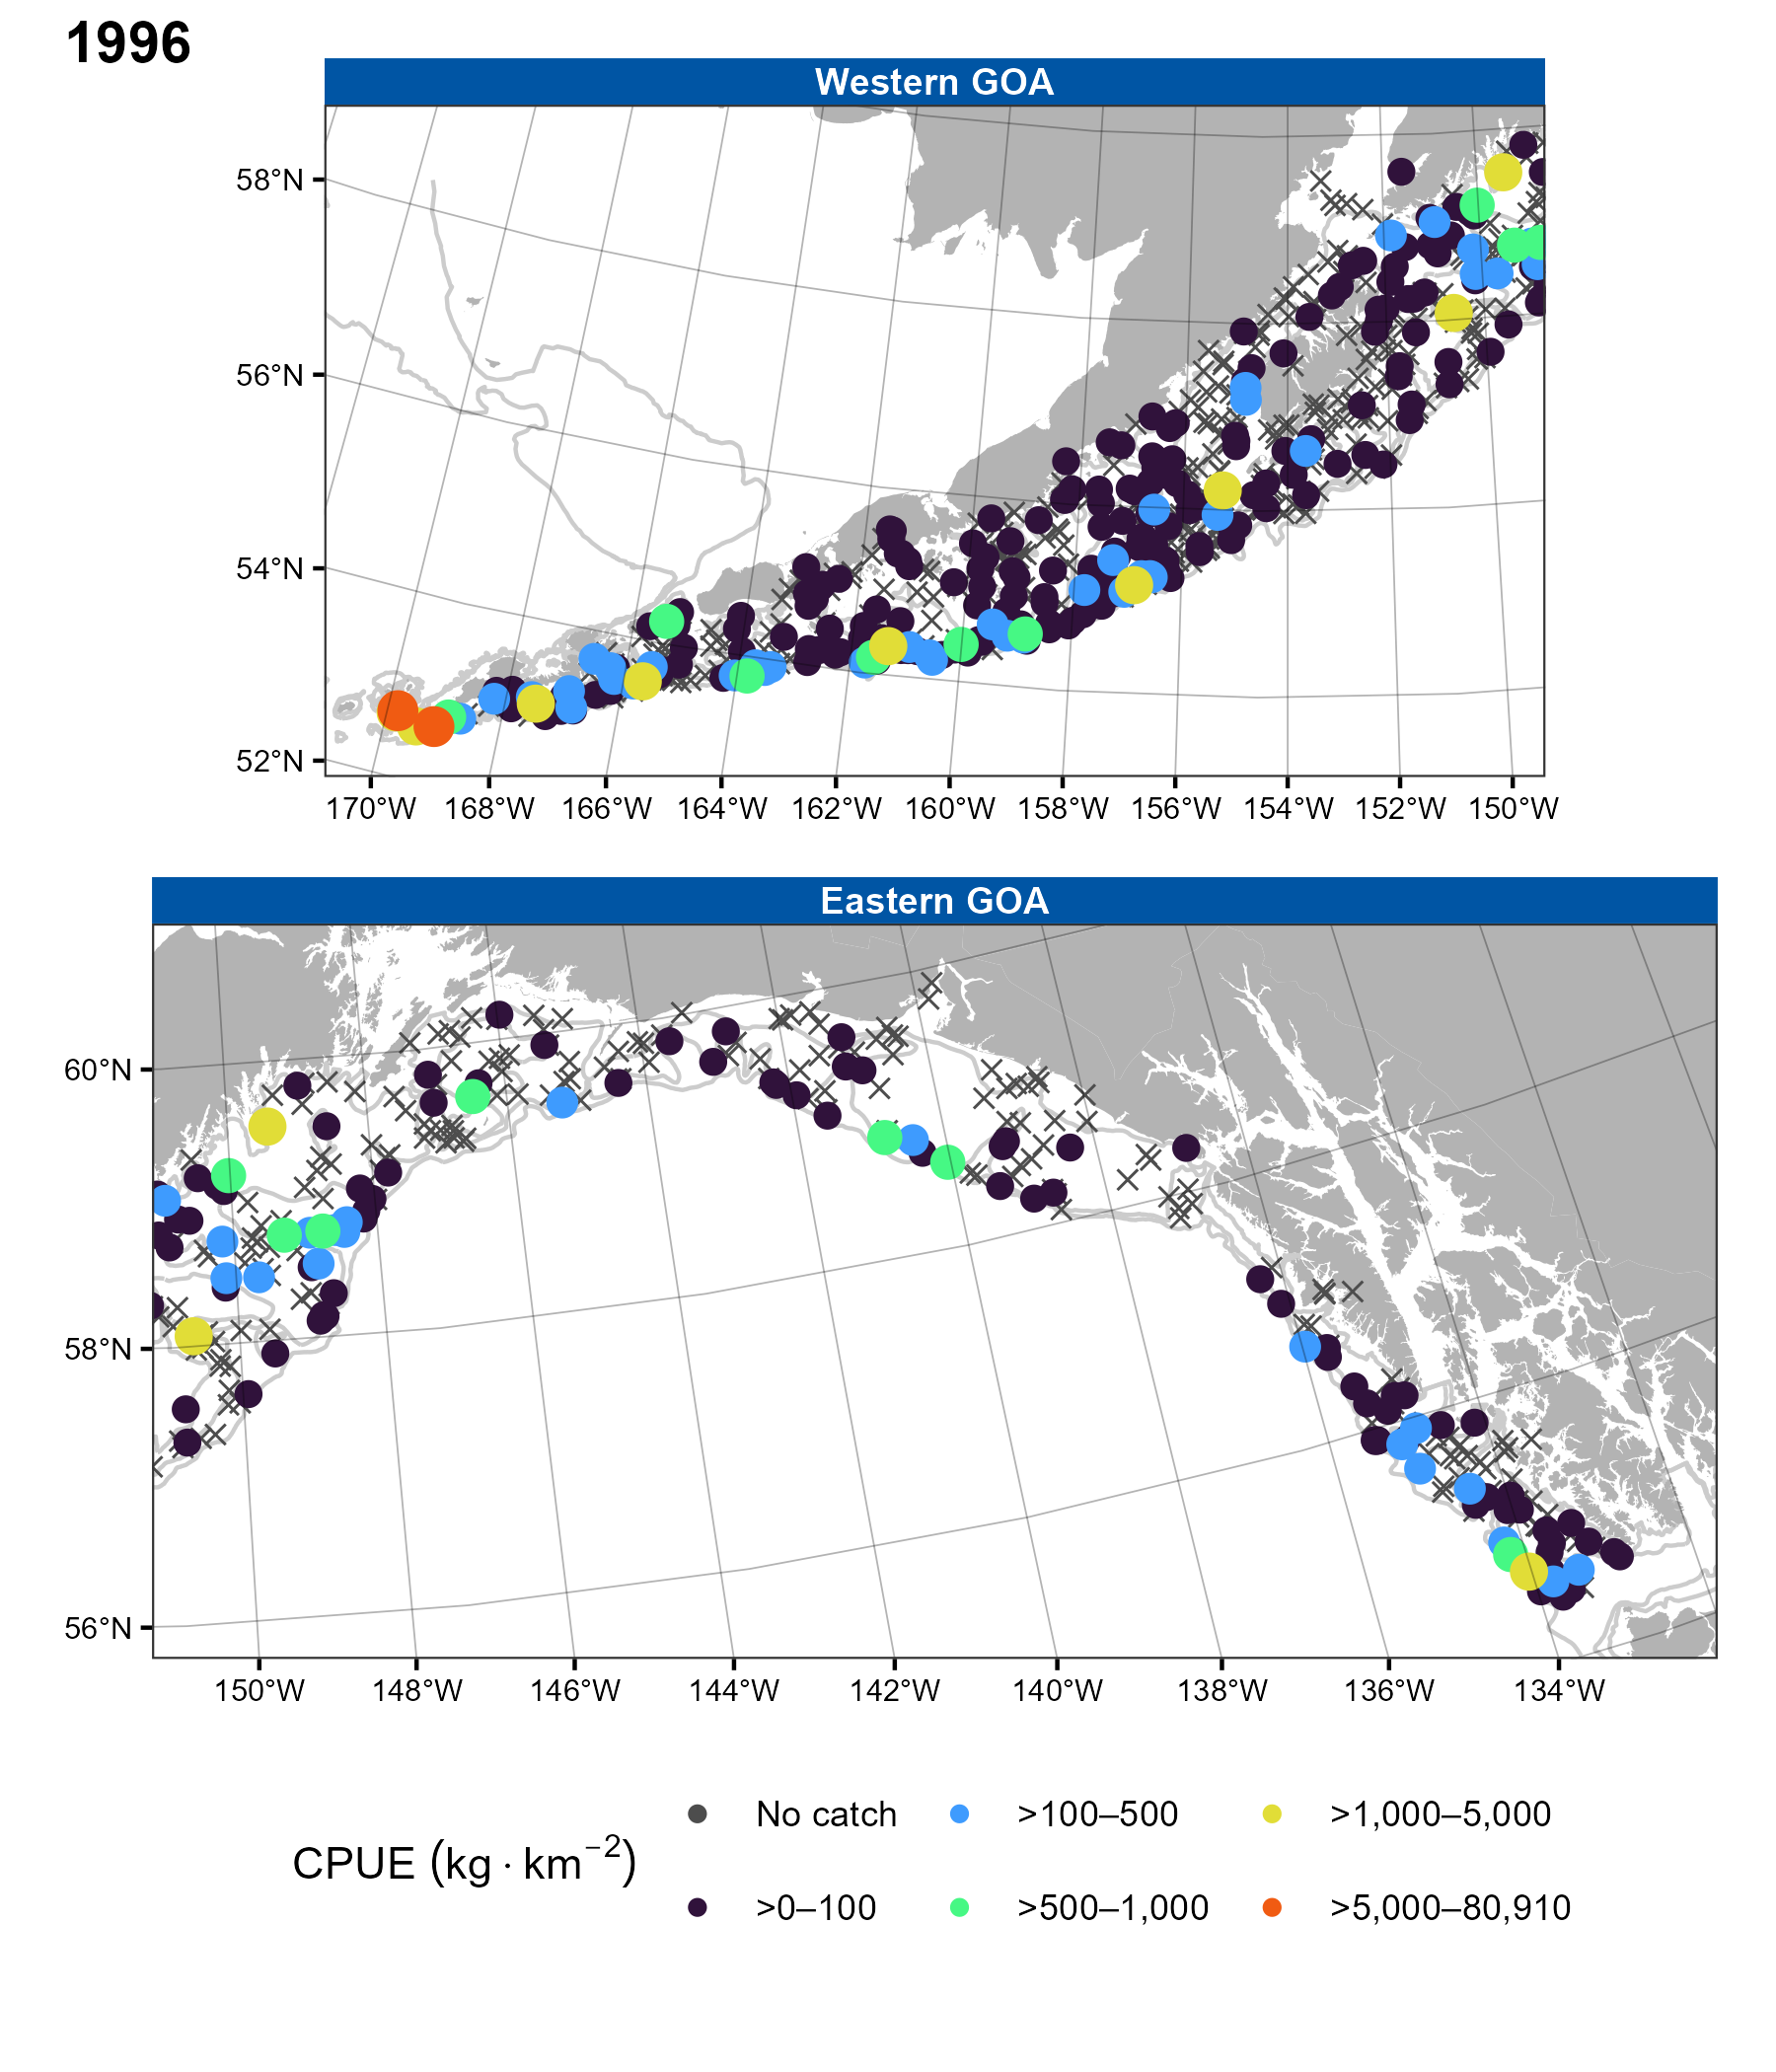 1996
Western GOA
58°N
56°N
54°N
52°N
170°W 168°W 166°W 164°W 162°W 160°W 158°W 156°W 154°W 152°W 150°W
Eastern GOA
60°N
58°N
56°N
150°W 148°W 146°W 144°W 142°W 140°W 138°W 136°W 134°W
CPUE (kg · km⁻²)
No catch >100–500 >1,000–5,000
>0–100 >500–1,000 >5,000–80,910